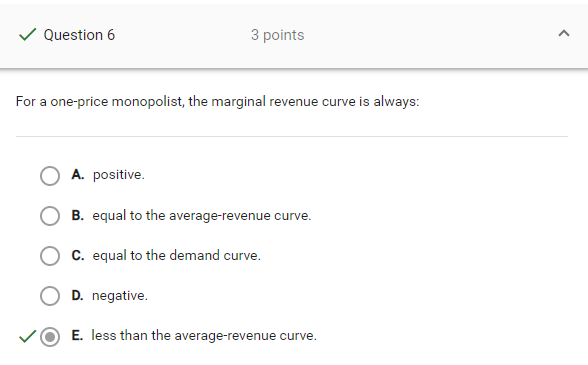 Question 6 3 points
For a one-price monopolist, the marginal revenue curve is always:
A. positive.
B. equal to the average-revenue curve.
C. equal to the demand curve.
D. negative.
E. less than the average-revenue curve.